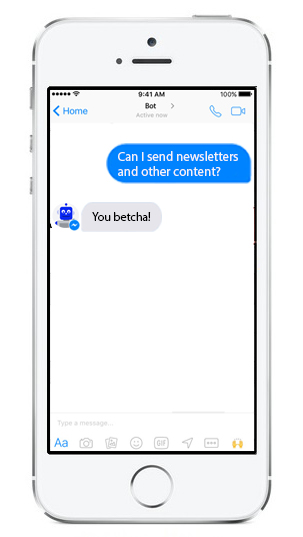 9:41 AM
100%
Home
Bot
Active now
Can I send newsletters
and other content?
You betcha!
Type a message...
Aa
GIF